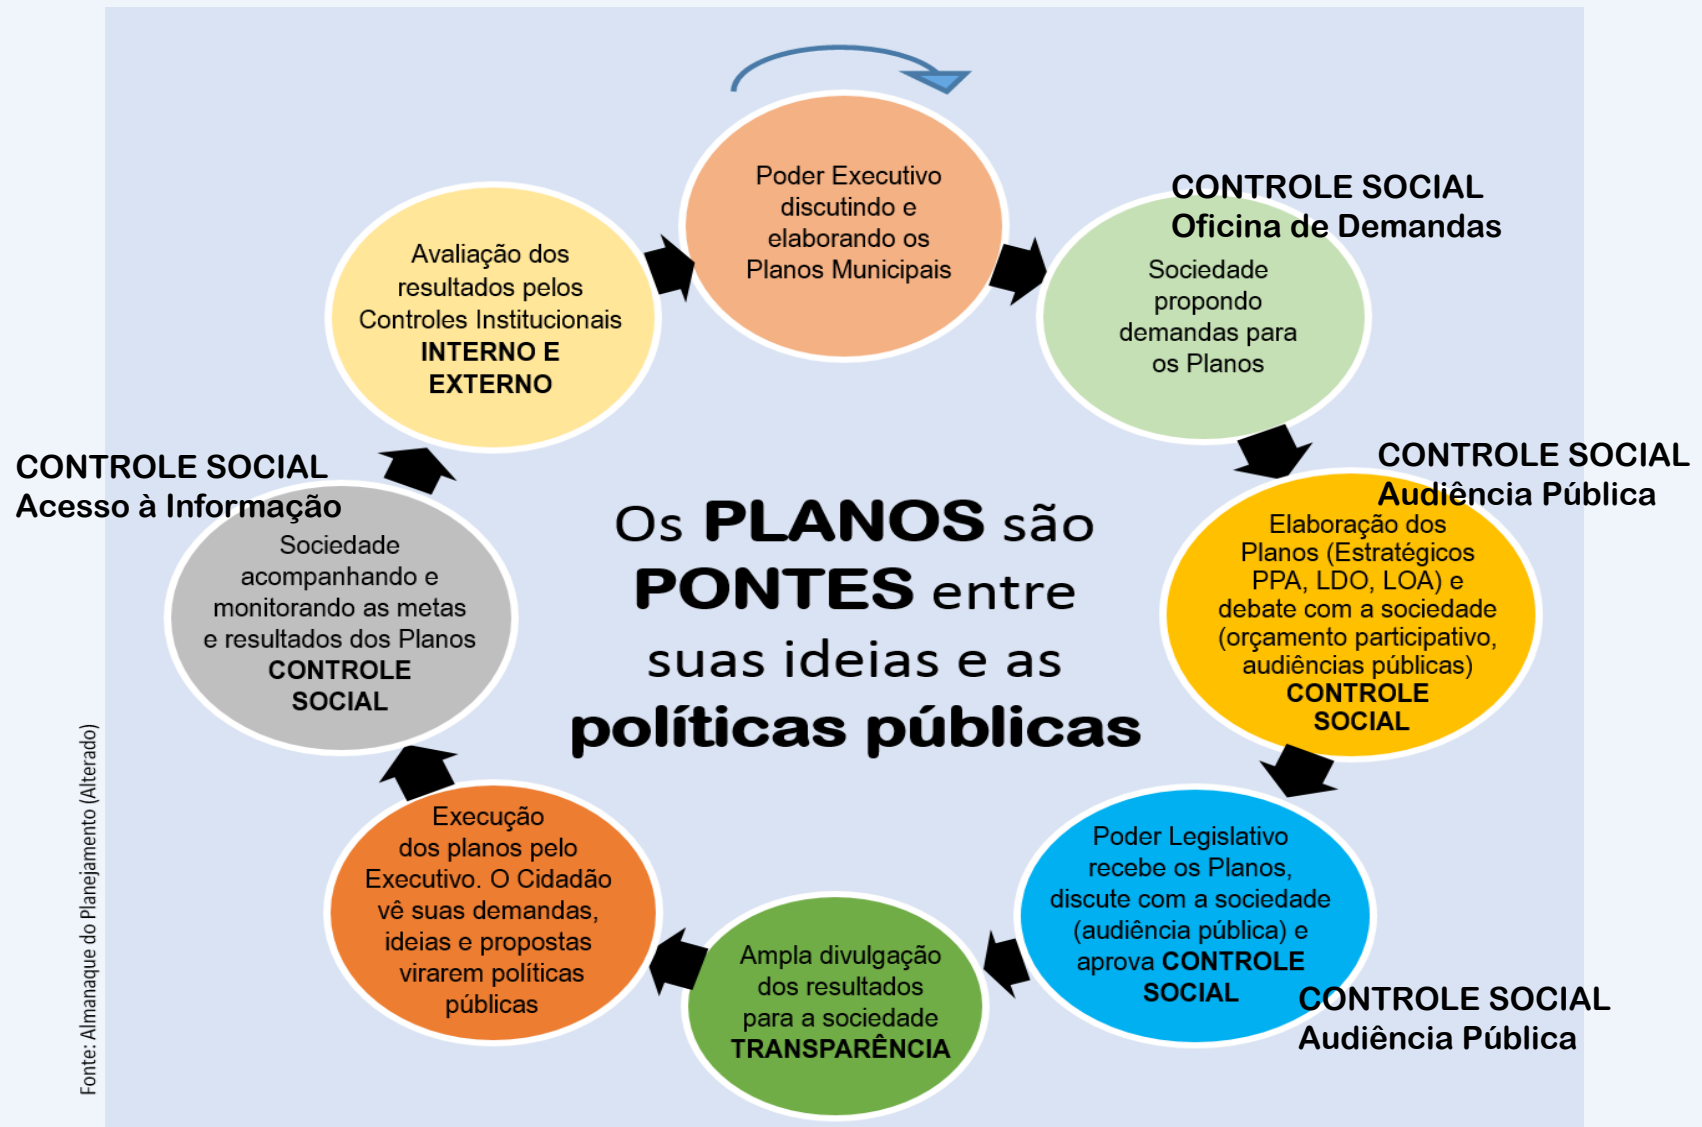 Poder Executivo
discutindo e
elaborando os
Planos Municipais
CONTROLE SOCIAL
Oficina de Demandas
Sociedade
propondo
demandas para
os Planos
CONTROLE SOCIAL
Audiência Pública
Elaboração dos
Planos (Estratégicos
PPA, LDO, LOA) e
debate com a sociedade
(orçamento participativo,
audiências públicas)
CONTROLE
SOCIAL
Poder Legislativo
recebe os Planos,
discute com a sociedade
(audiência pública) e
aprova CONTROLE
SOCIAL
CONTROLE SOCIAL
Audiência Pública
Ampla divulgação
dos resultados
para a sociedade
TRANSPARÊNCIA
Execução
dos planos pelo
Executivo. O Cidadão
vê suas demandas,
ideias e propostas
virarem políticas
públicas
CONTROLE SOCIAL
Acesso à Informação
Sociedade
acompanhando e
monitorando as metas
e resultados dos Planos
CONTROLE
SOCIAL
Avaliação dos
resultados pelos
Controles Institucionais
INTERNO E
EXTERNO
Os PLANOS são
PONTES entre
suas ideias e as
políticas públicas
Fonte: Almanaque do Planejamento (Alterado)